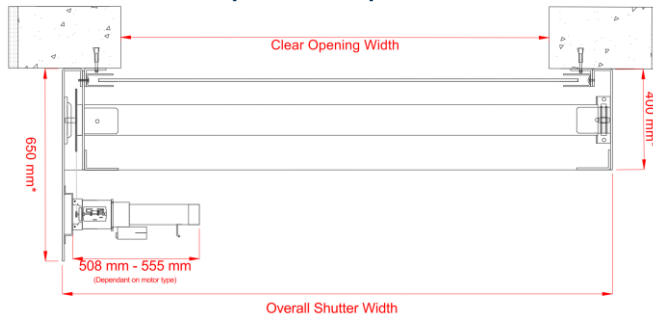 Clear Opening Width
400 mm*
650 mm*
508 mm - 555 mm
(Dependant on motor type)
Overall Shutter Width